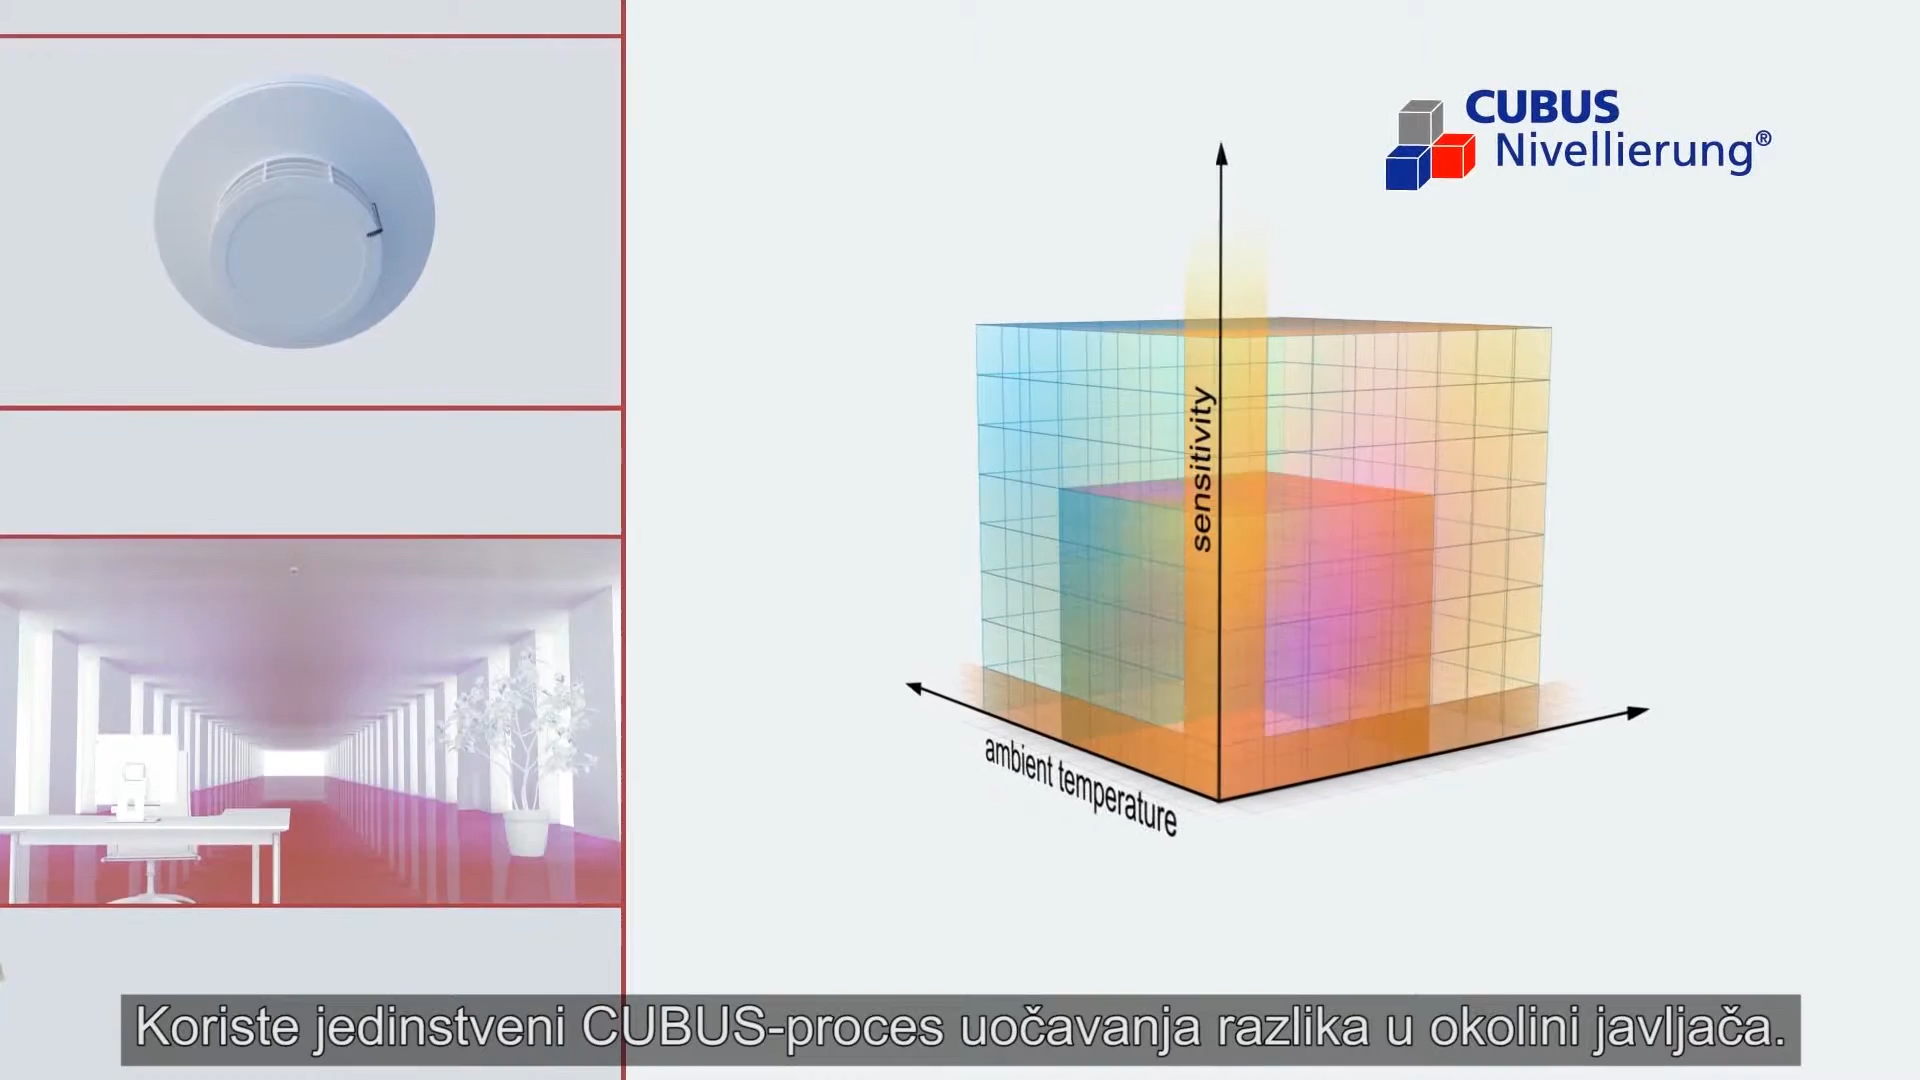 CUBUS
Nivellierung®
sensitivity
ambient temperature
Koriste jedinstveni CUBUS-proces uočavanja razlika u okolini javljača.